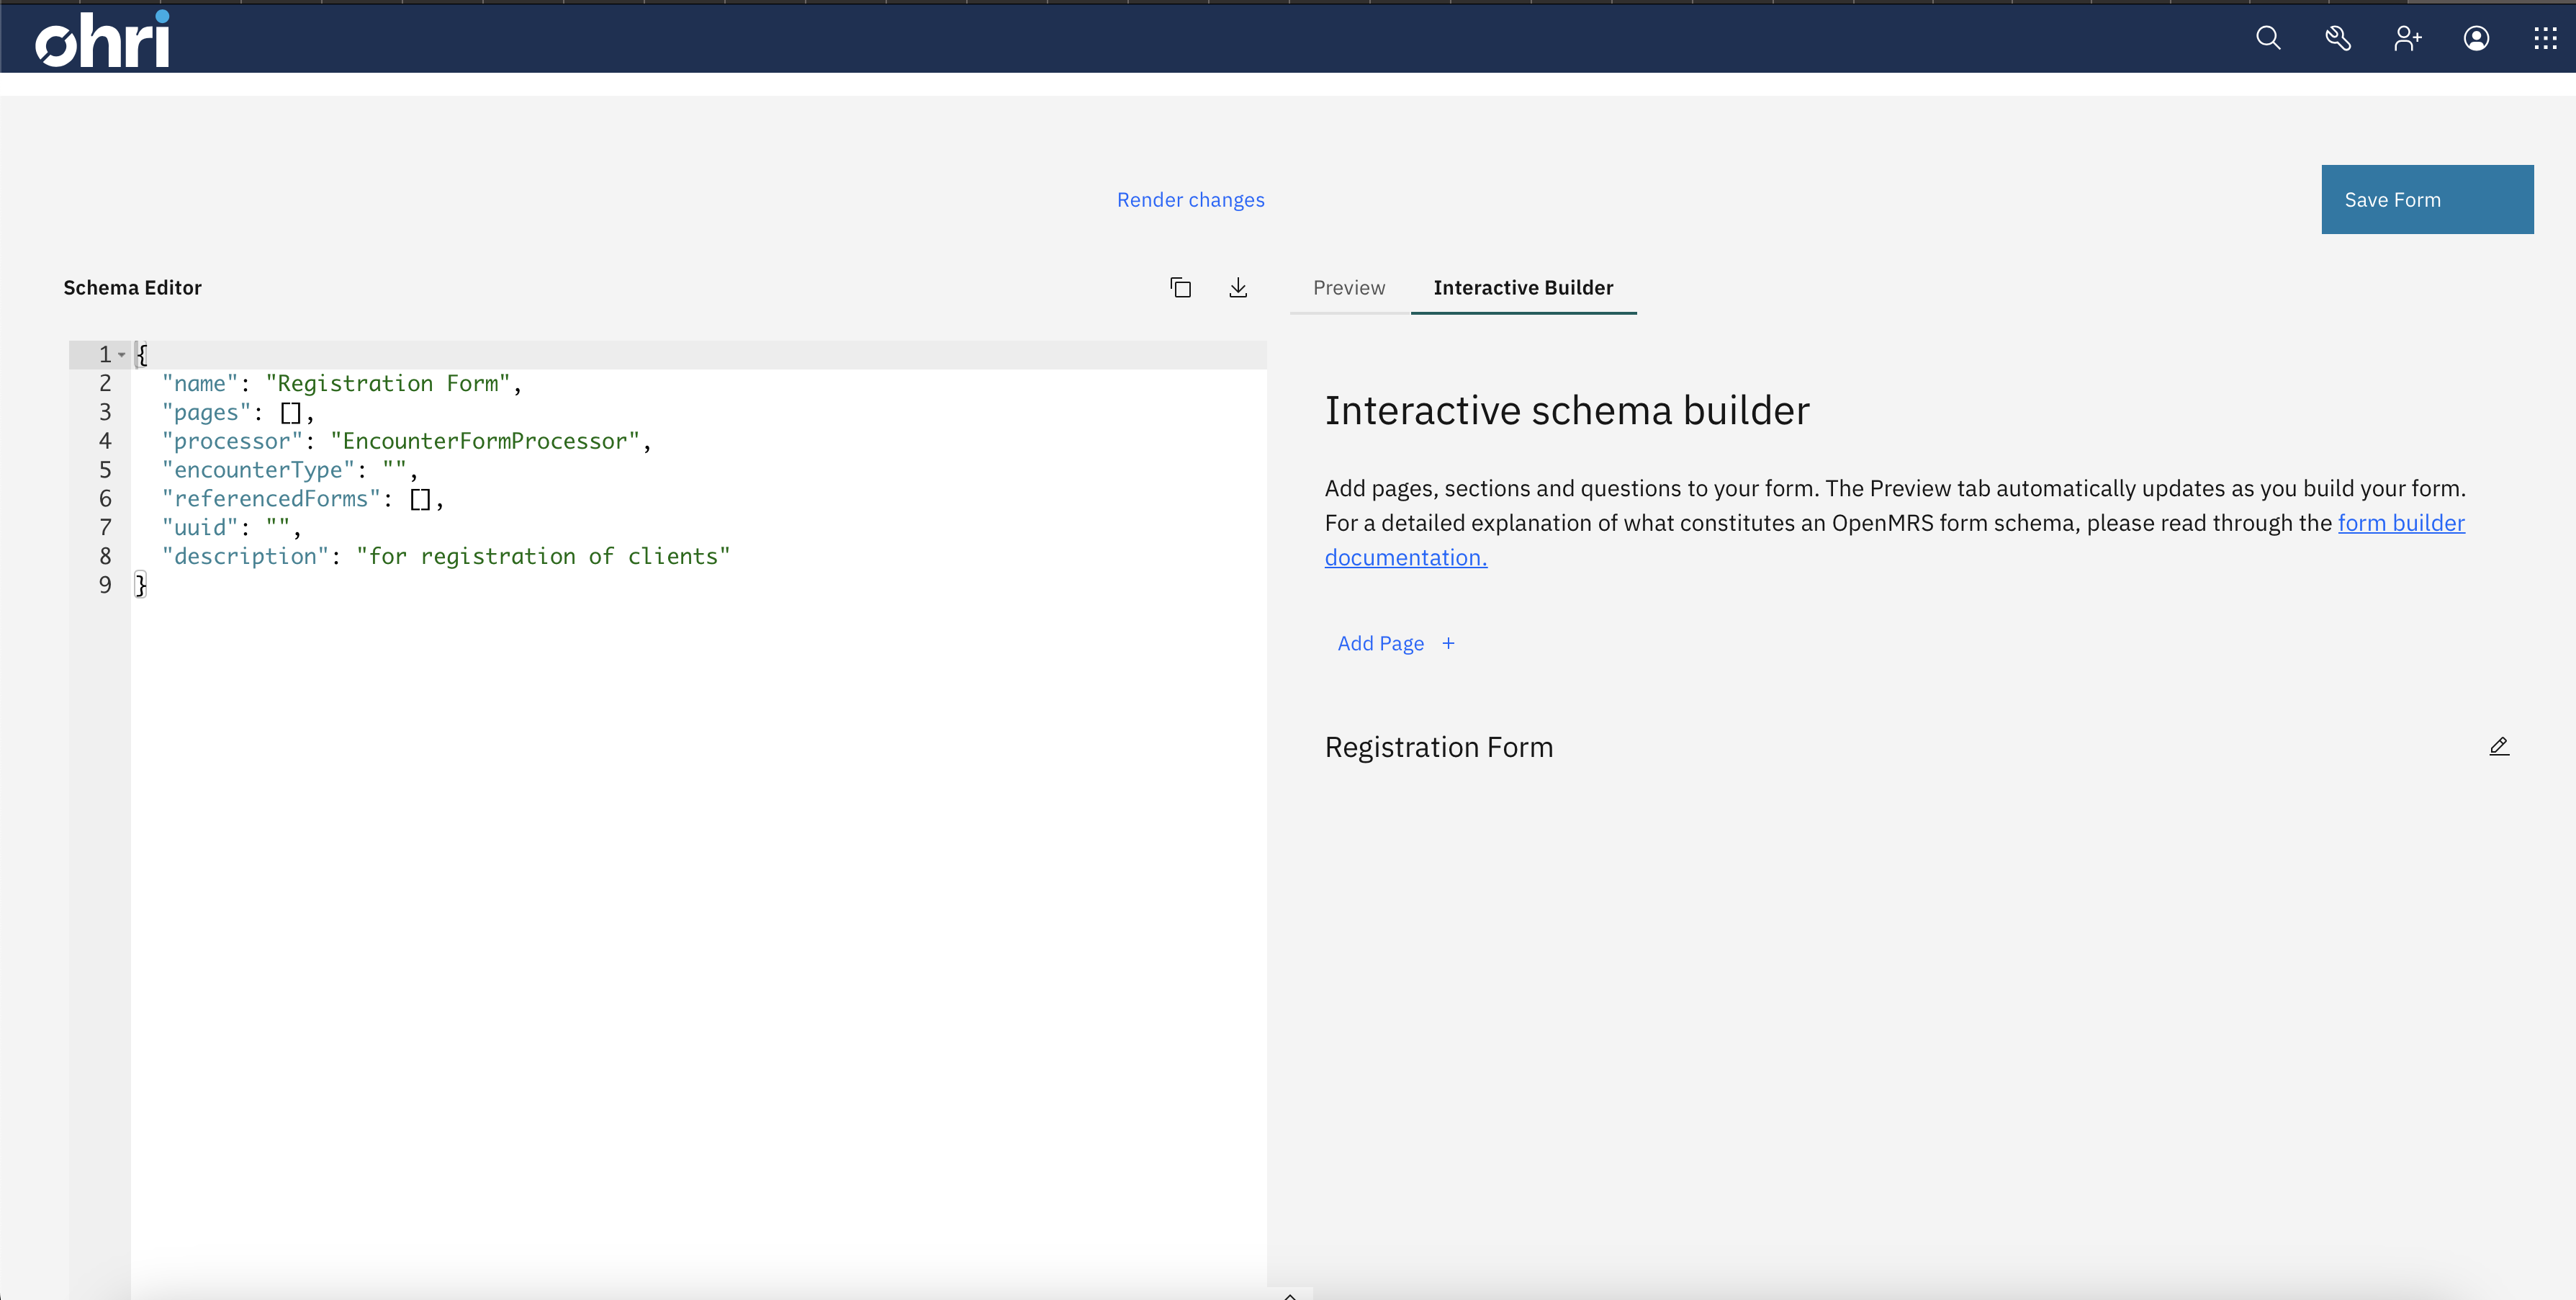 ohri
Render changes
Save Form
Schema Editor
Preview
Interactive Builder
1 {
2 "name": "Registration Form",
3 "pages": [],
4 "processor": "EncounterFormProcessor",
5 "encounterType": "",
6 "referencedForms": [],
7 "uuid": "",
8 "description": "for registration of clients"
9 }
Interactive schema builder
Add pages, sections and questions to your form. The Preview tab automatically updates as you build your form.
For a detailed explanation of what constitutes an OpenMRS form schema, please read through the form builder
documentation.
Add Page +
Registration Form